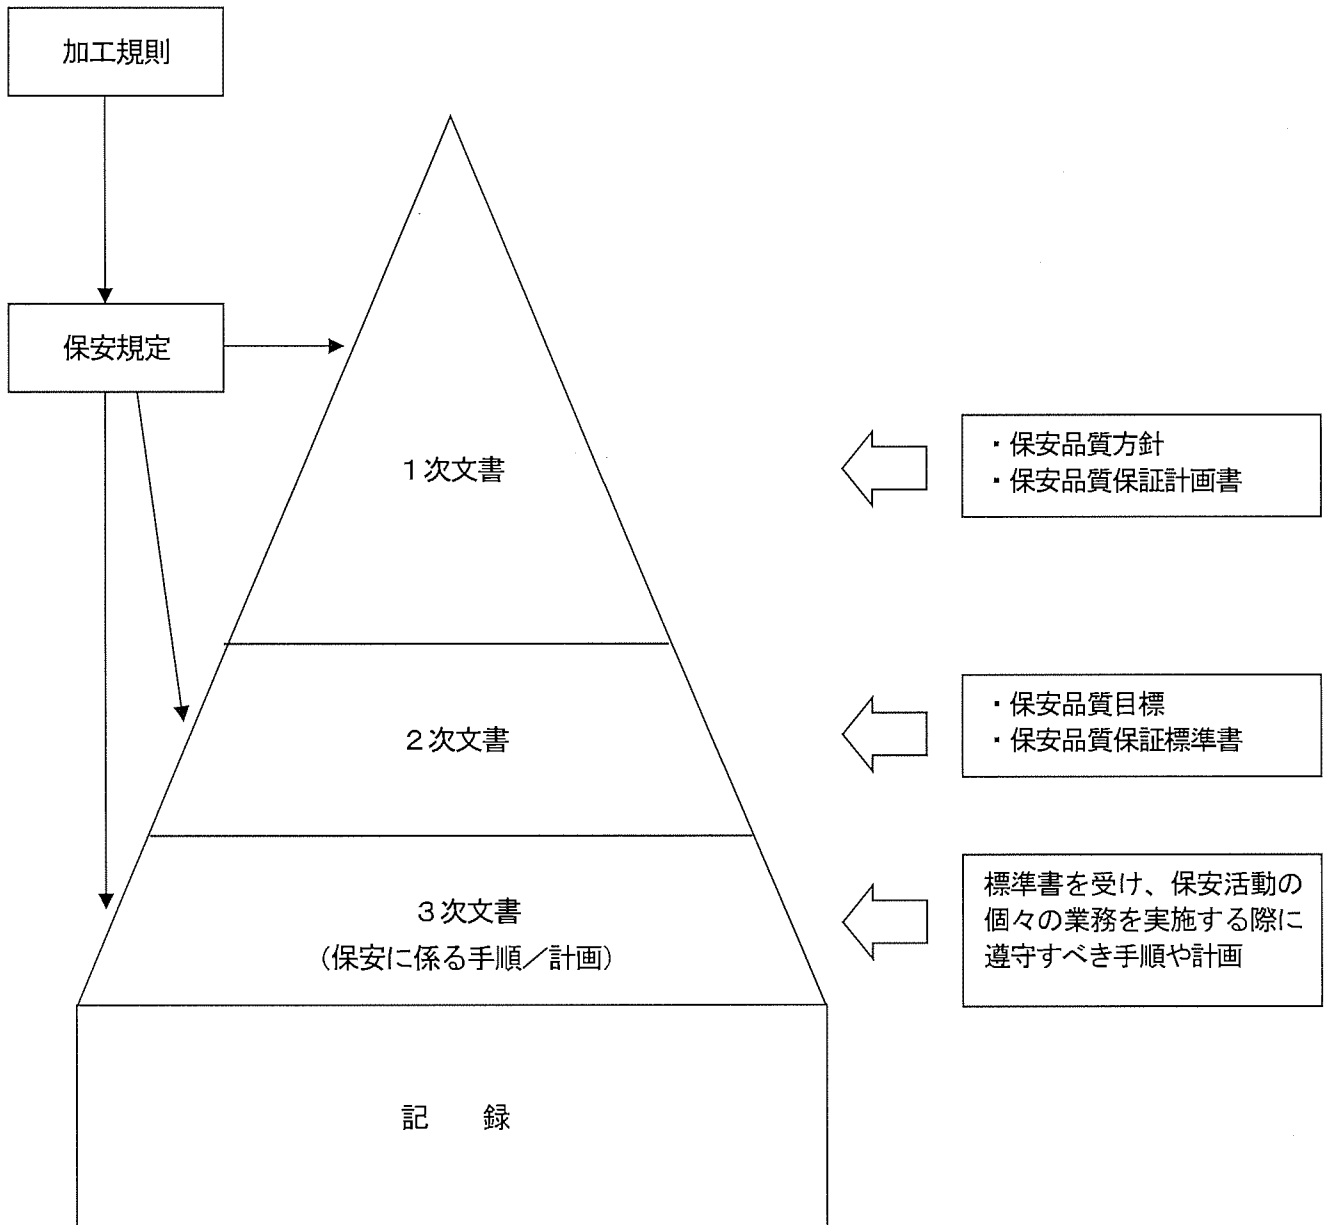 加工規則
保安規定
1次文書
・保安品質方針
・保安品質保証計画書
2次文書
・保安品質目標
・保安品質保証標準書
3次文書
(保安に係る手順／計画)
標準書を受け、保安活動の
個々の業務を実施する際に
遵守すべき手順や計画
記　録